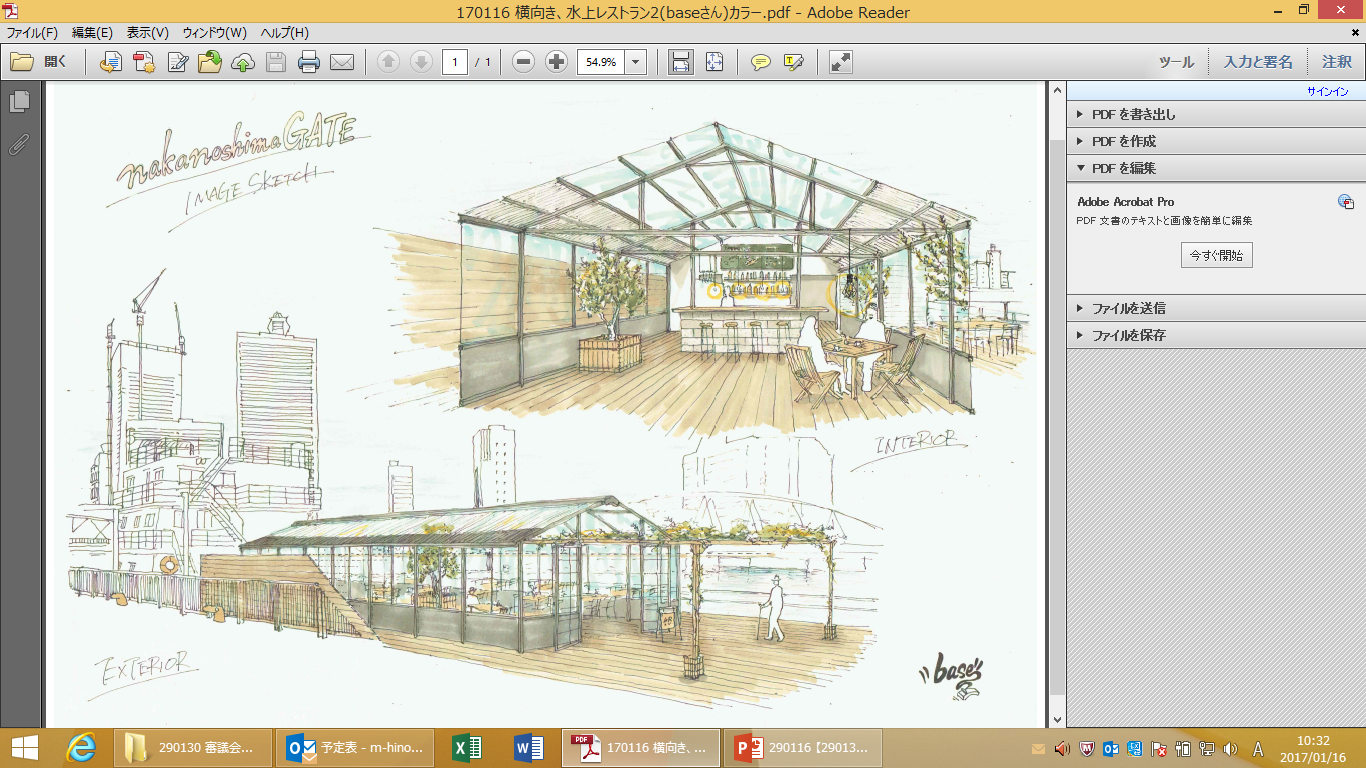 170116 横向き、水上レストラン2(baseさん)カラー.pdf - Adobe Reader
ファイル(F) 編集(E) 表示(V) ウィンドウ(W) ヘルプ(H)
開く
1 / 1
54.9%
ツール 入力と署名 注釈
サインイン
PDF を書き出し
PDF を作成
PDF を編集
Adobe Acrobat Pro
PDF 文書のテキストと画像を簡単に編集
今すぐ開始
ファイルを送信
ファイルを保存
nakanoshima GATE
IMAGE SKETCH
INTERIOR
EXTERIOR
base
290130 審議会...
予定表 - m-hino...
PDF
170116 横向き、...
290116 【29013...
A
10:32
2017/01/16